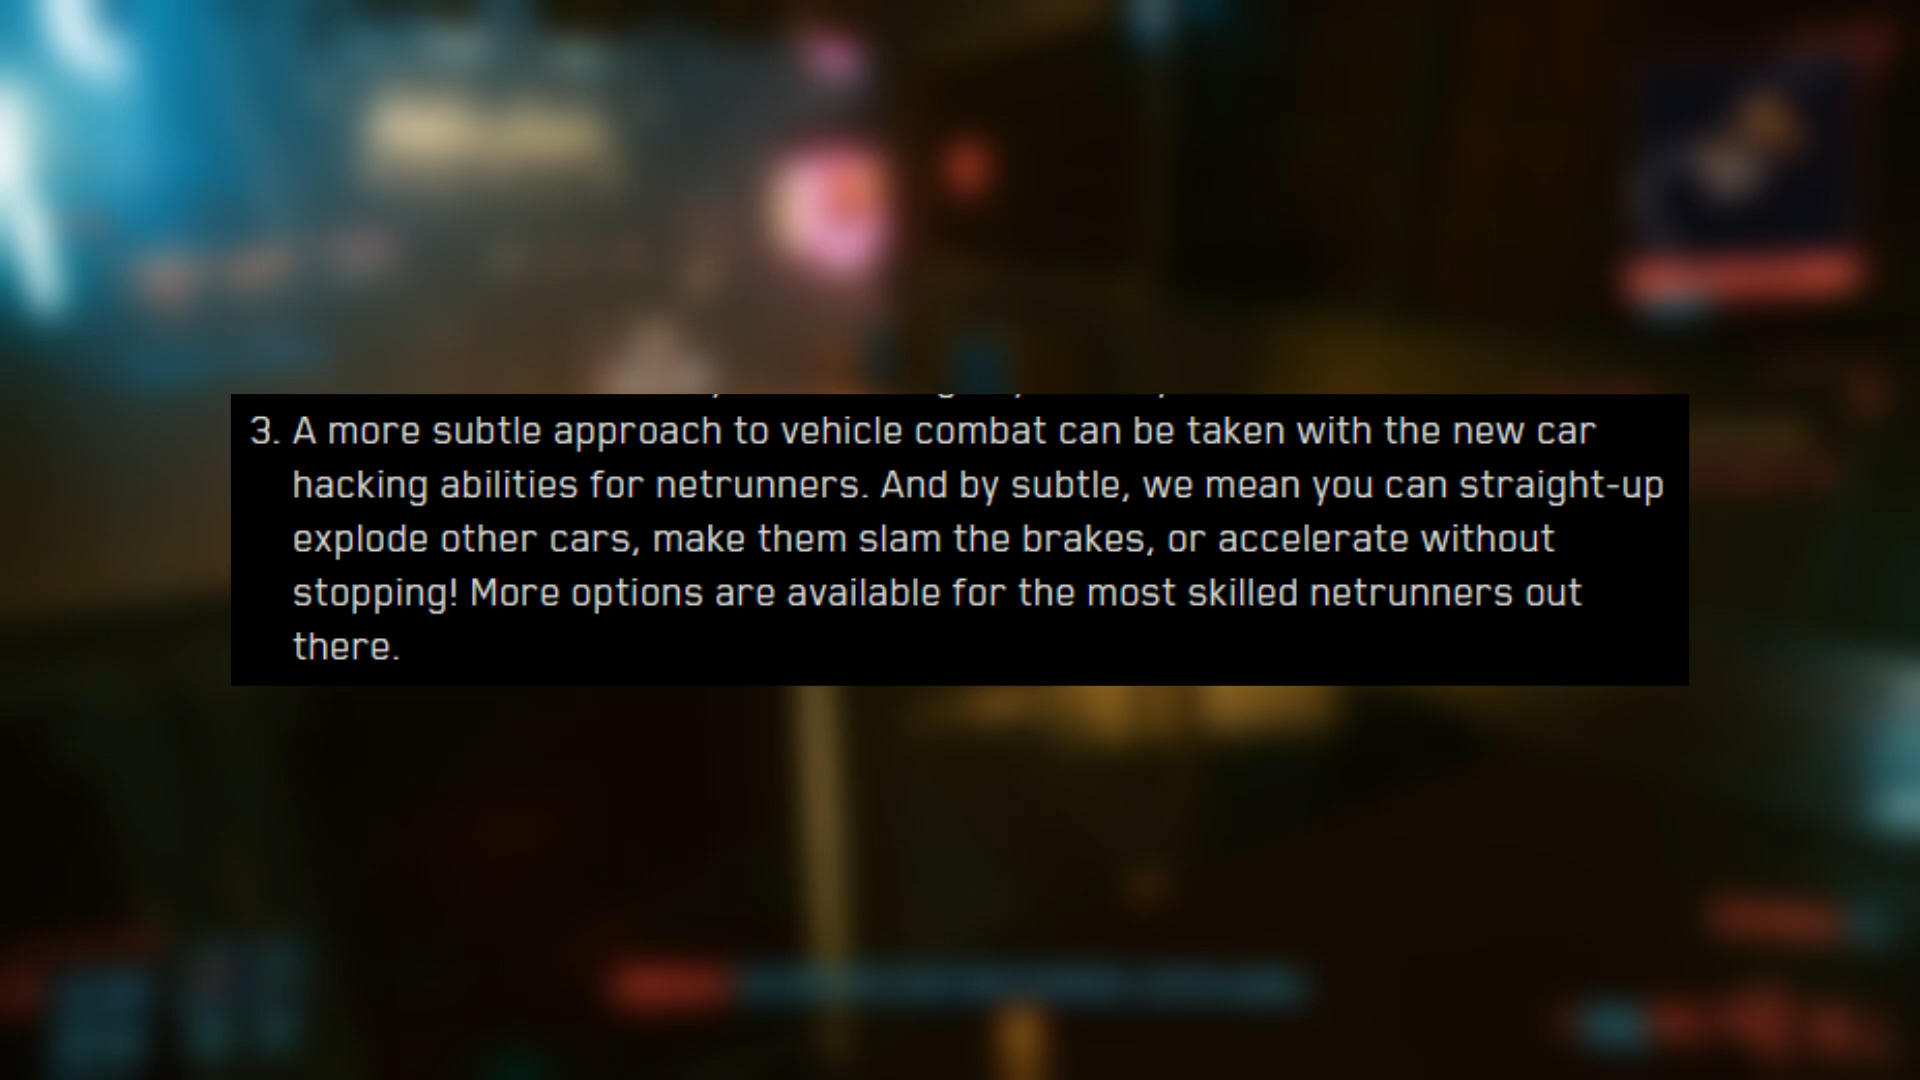 3. A more subtle approach to vehicle combat can be taken with the new car
hacking abilities for netrunners. And by subtle, we mean you can straight-up
explode other cars, make them slam the brakes, or accelerate without
stopping! More options are available for the most skilled netrunners out
there.